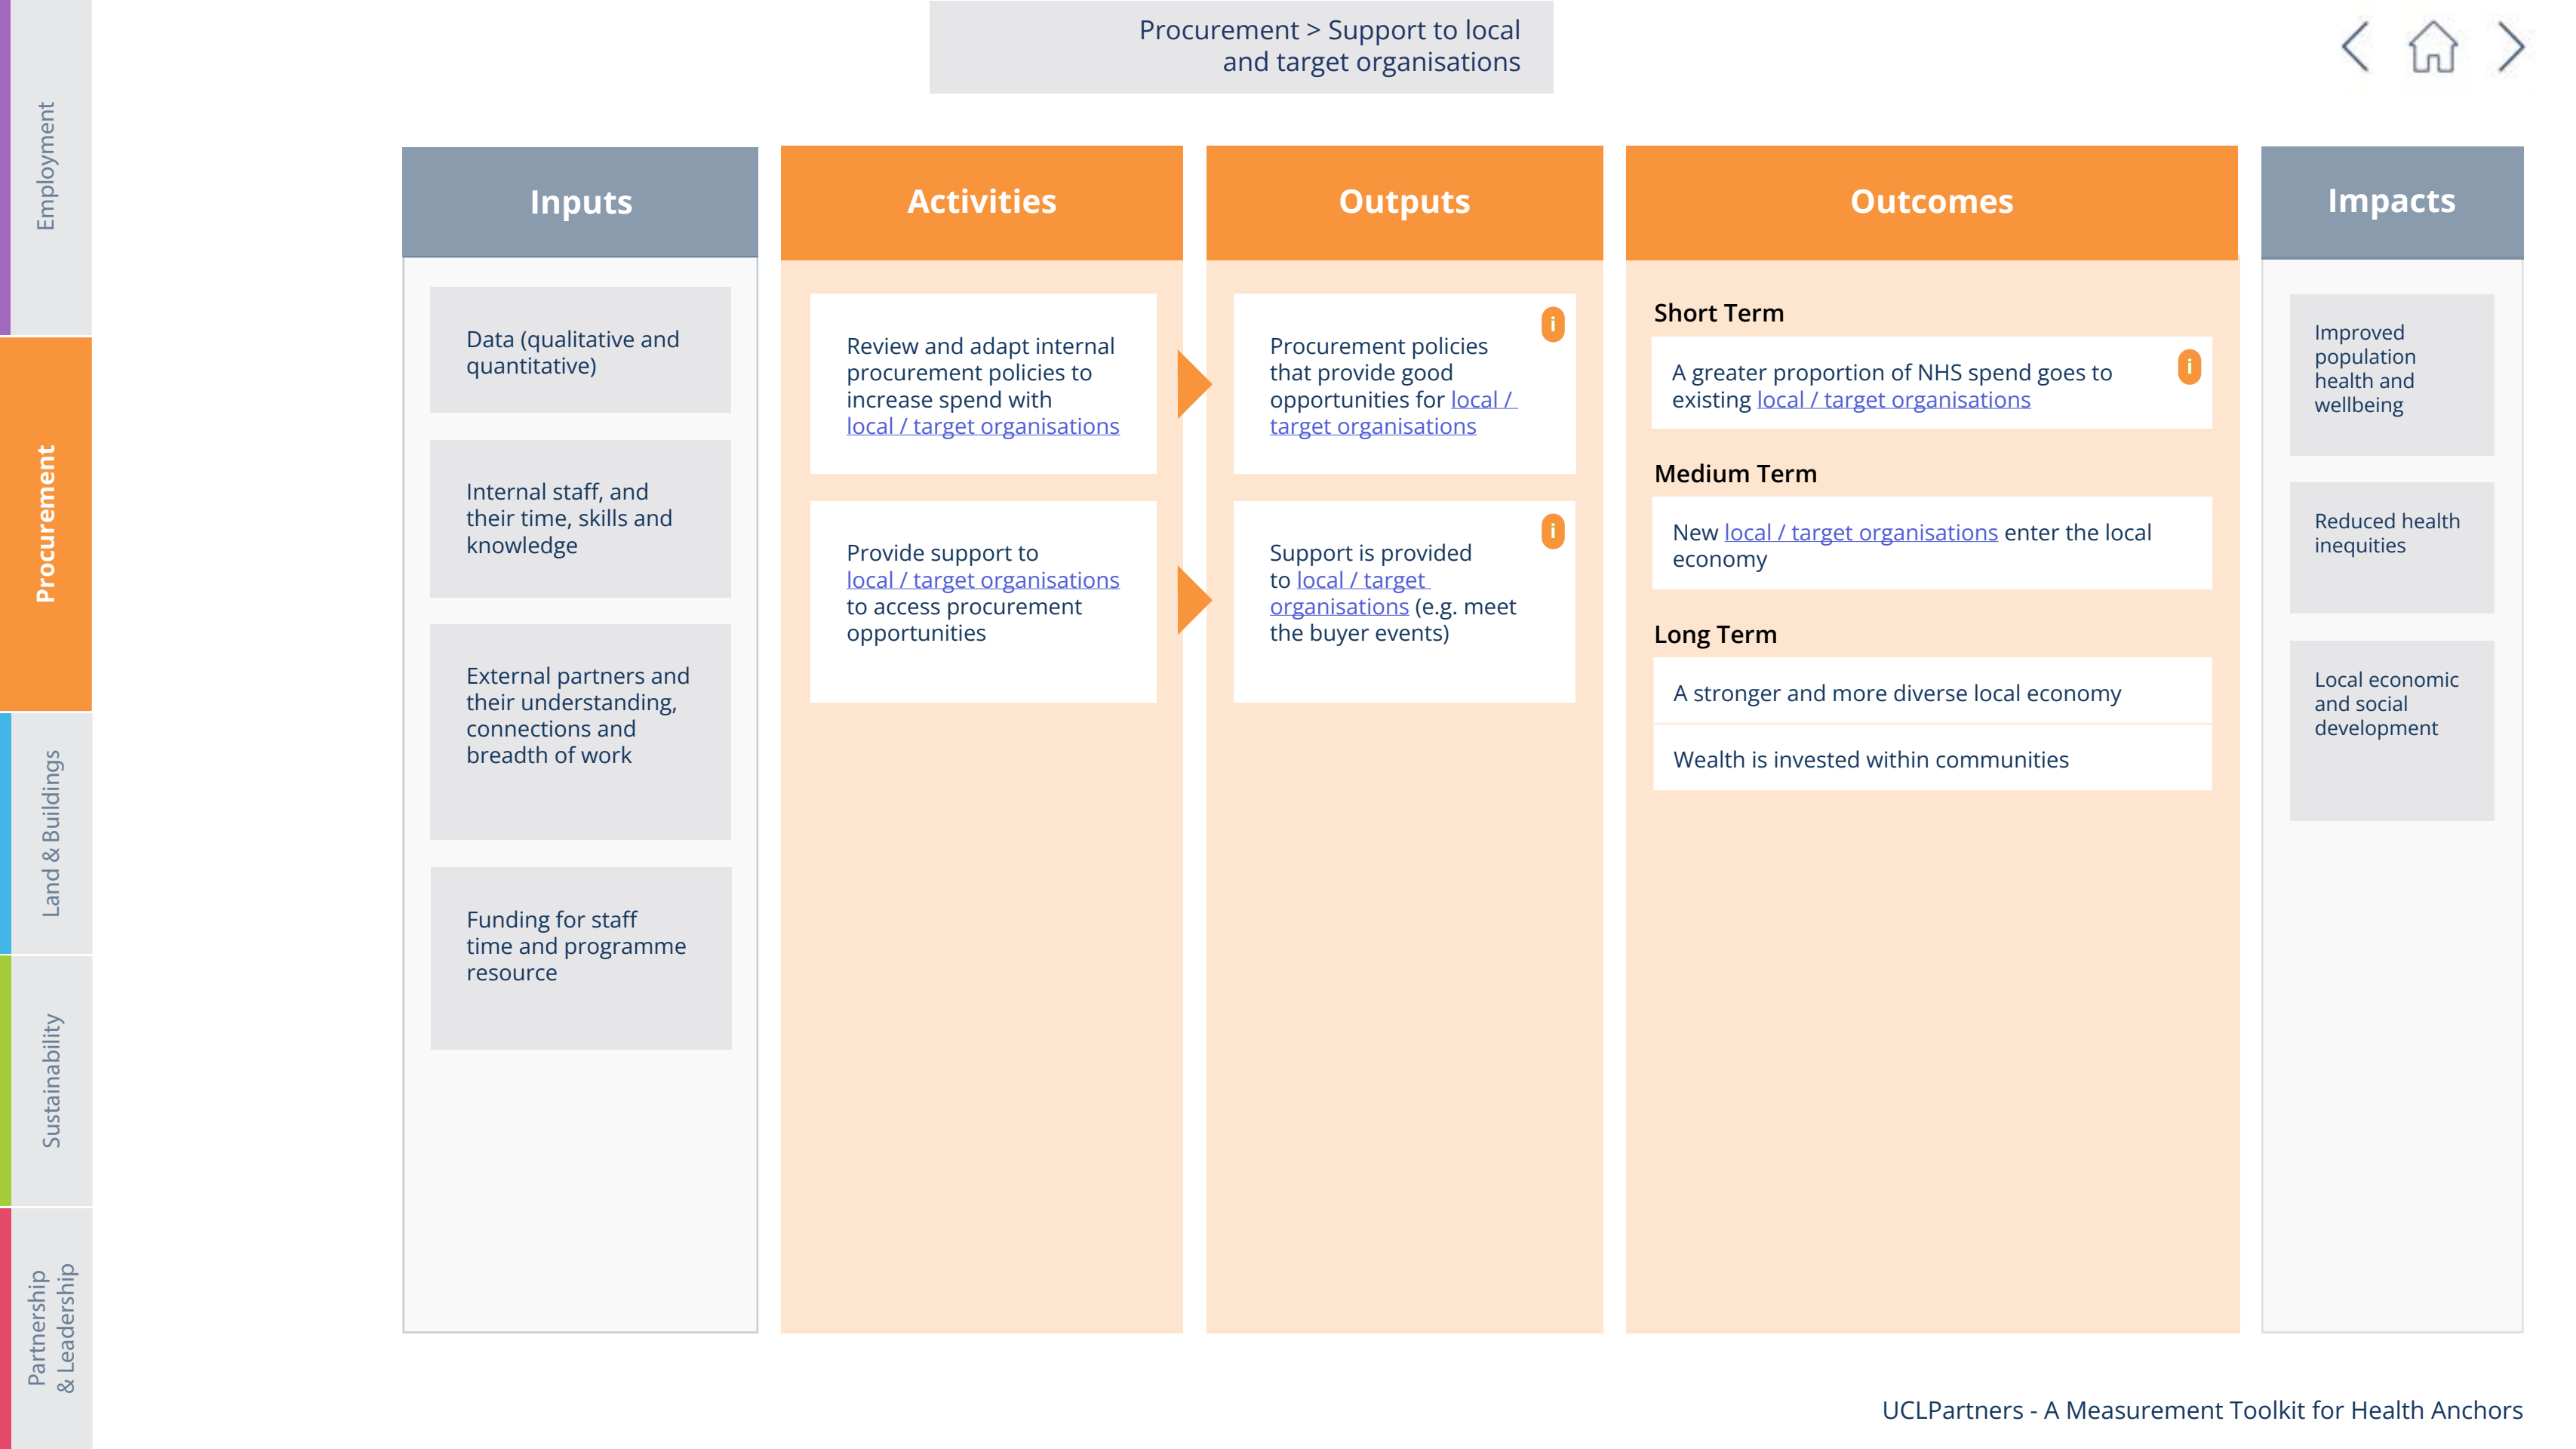 Procurement > Support to local
and target organisations
Employment
Procurement
Land & Buildings
Sustainability
Partnership
& Leadership
Inputs
Data (qualitative and
quantitative)
Internal staff, and
their time, skills and
knowledge
External partners and
their understanding,
connections and
breadth of work
Funding for staff
time and programme
resource
Activities
Review and adapt internal
procurement policies to
increase spend with
local / target organisations
Provide support to
local / target organisations
to access procurement
opportunities
Outputs
i
Procurement policies
that provide good
opportunities for local /
target organisations
i
Support is provided
to local / target
organisations (e.g. meet
the buyer events)
Outcomes
Short Term
i
A greater proportion of NHS spend goes to
existing local / target organisations
Medium Term
New local / target organisations enter the local
economy
Long Term
A stronger and more diverse local economy
Wealth is invested within communities
Impacts
Improved
population
health and
wellbeing
Reduced health
inequities
Local economic
and social
development
UCLPartners - A Measurement Toolkit for Health Anchors